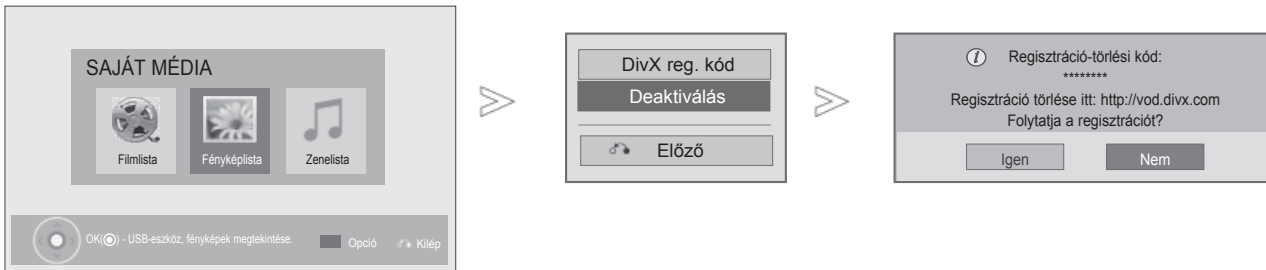 SAJÁT MÉDIA
Filmlista
Fényképlista
Zenelista
OK(◉) - USB-eszköz, fényképek megtekintése.
Opció
Kilép
DivX reg. kód
Deaktiválás
Előző
Regisztráció-törlési kód:
********
Regisztráció törlése itt: http://vod.divx.com
Folytatja a regisztrációt?
Igen
Nem